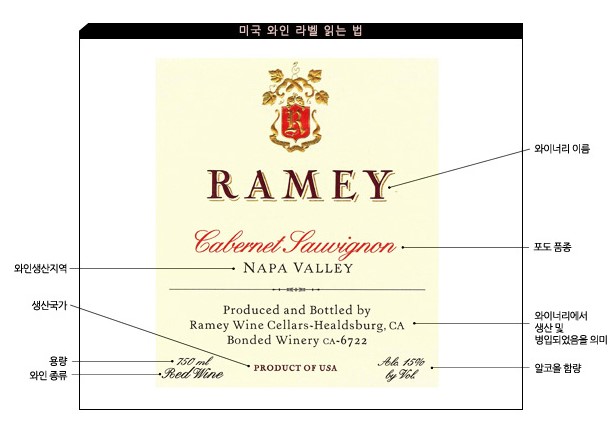 미국 와인 라벨 읽는 법
R
RAMEY
와이너리 이름
Cabernet Sauvignon
포도 품종
NAPA VALLEY
와인생산지역
생산국가
Produced and Bottled by
Ramey Wine Cellars-Healdsburg, CA
Bonded Winery CA-6722
와이너리에서
생산 및
병입되었음을 의미
용량
750 ml
와인 종류
Red Wine
PRODUCT OF USA
Alc. 15%
by Vol.
알코올 함량